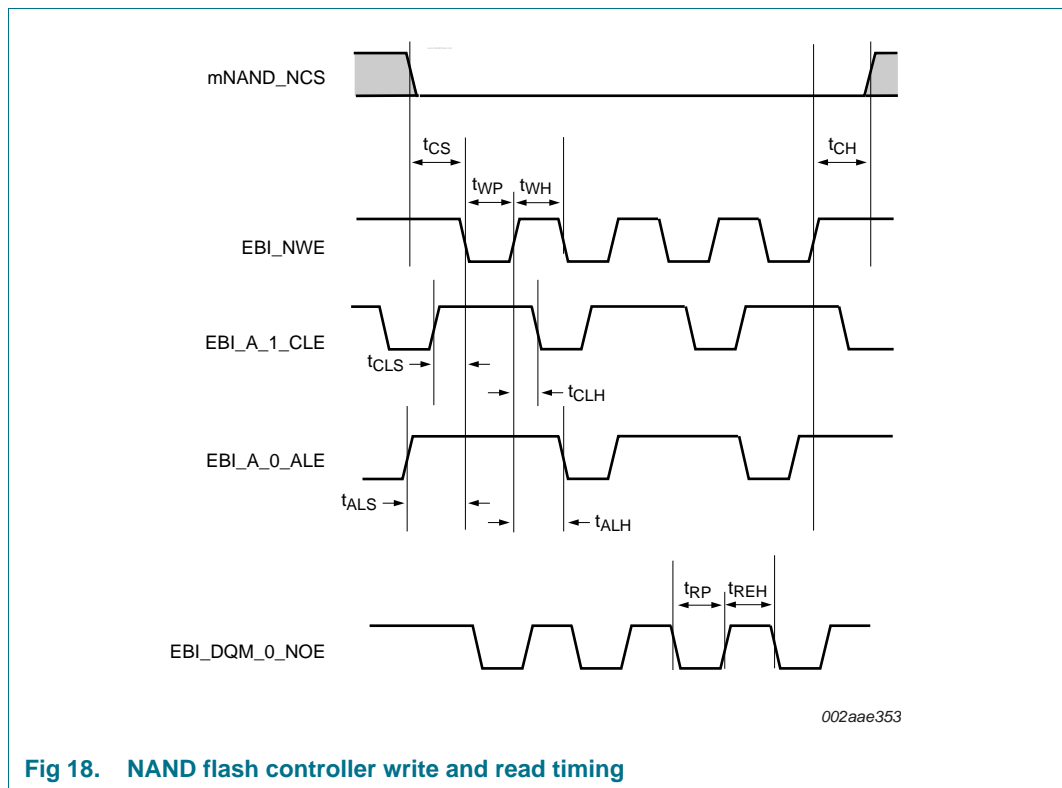 mNAND_NCS
tCS
tCH
tWP
tWH
EBI_NWE
EBI_A_1_CLE
tCLS
tCLH
EBI_A_0_ALE
tALS
tALH
tRP
tREH
EBI_DQM_0_NOE
002aae353
Fig 18. NAND flash controller write and read timing